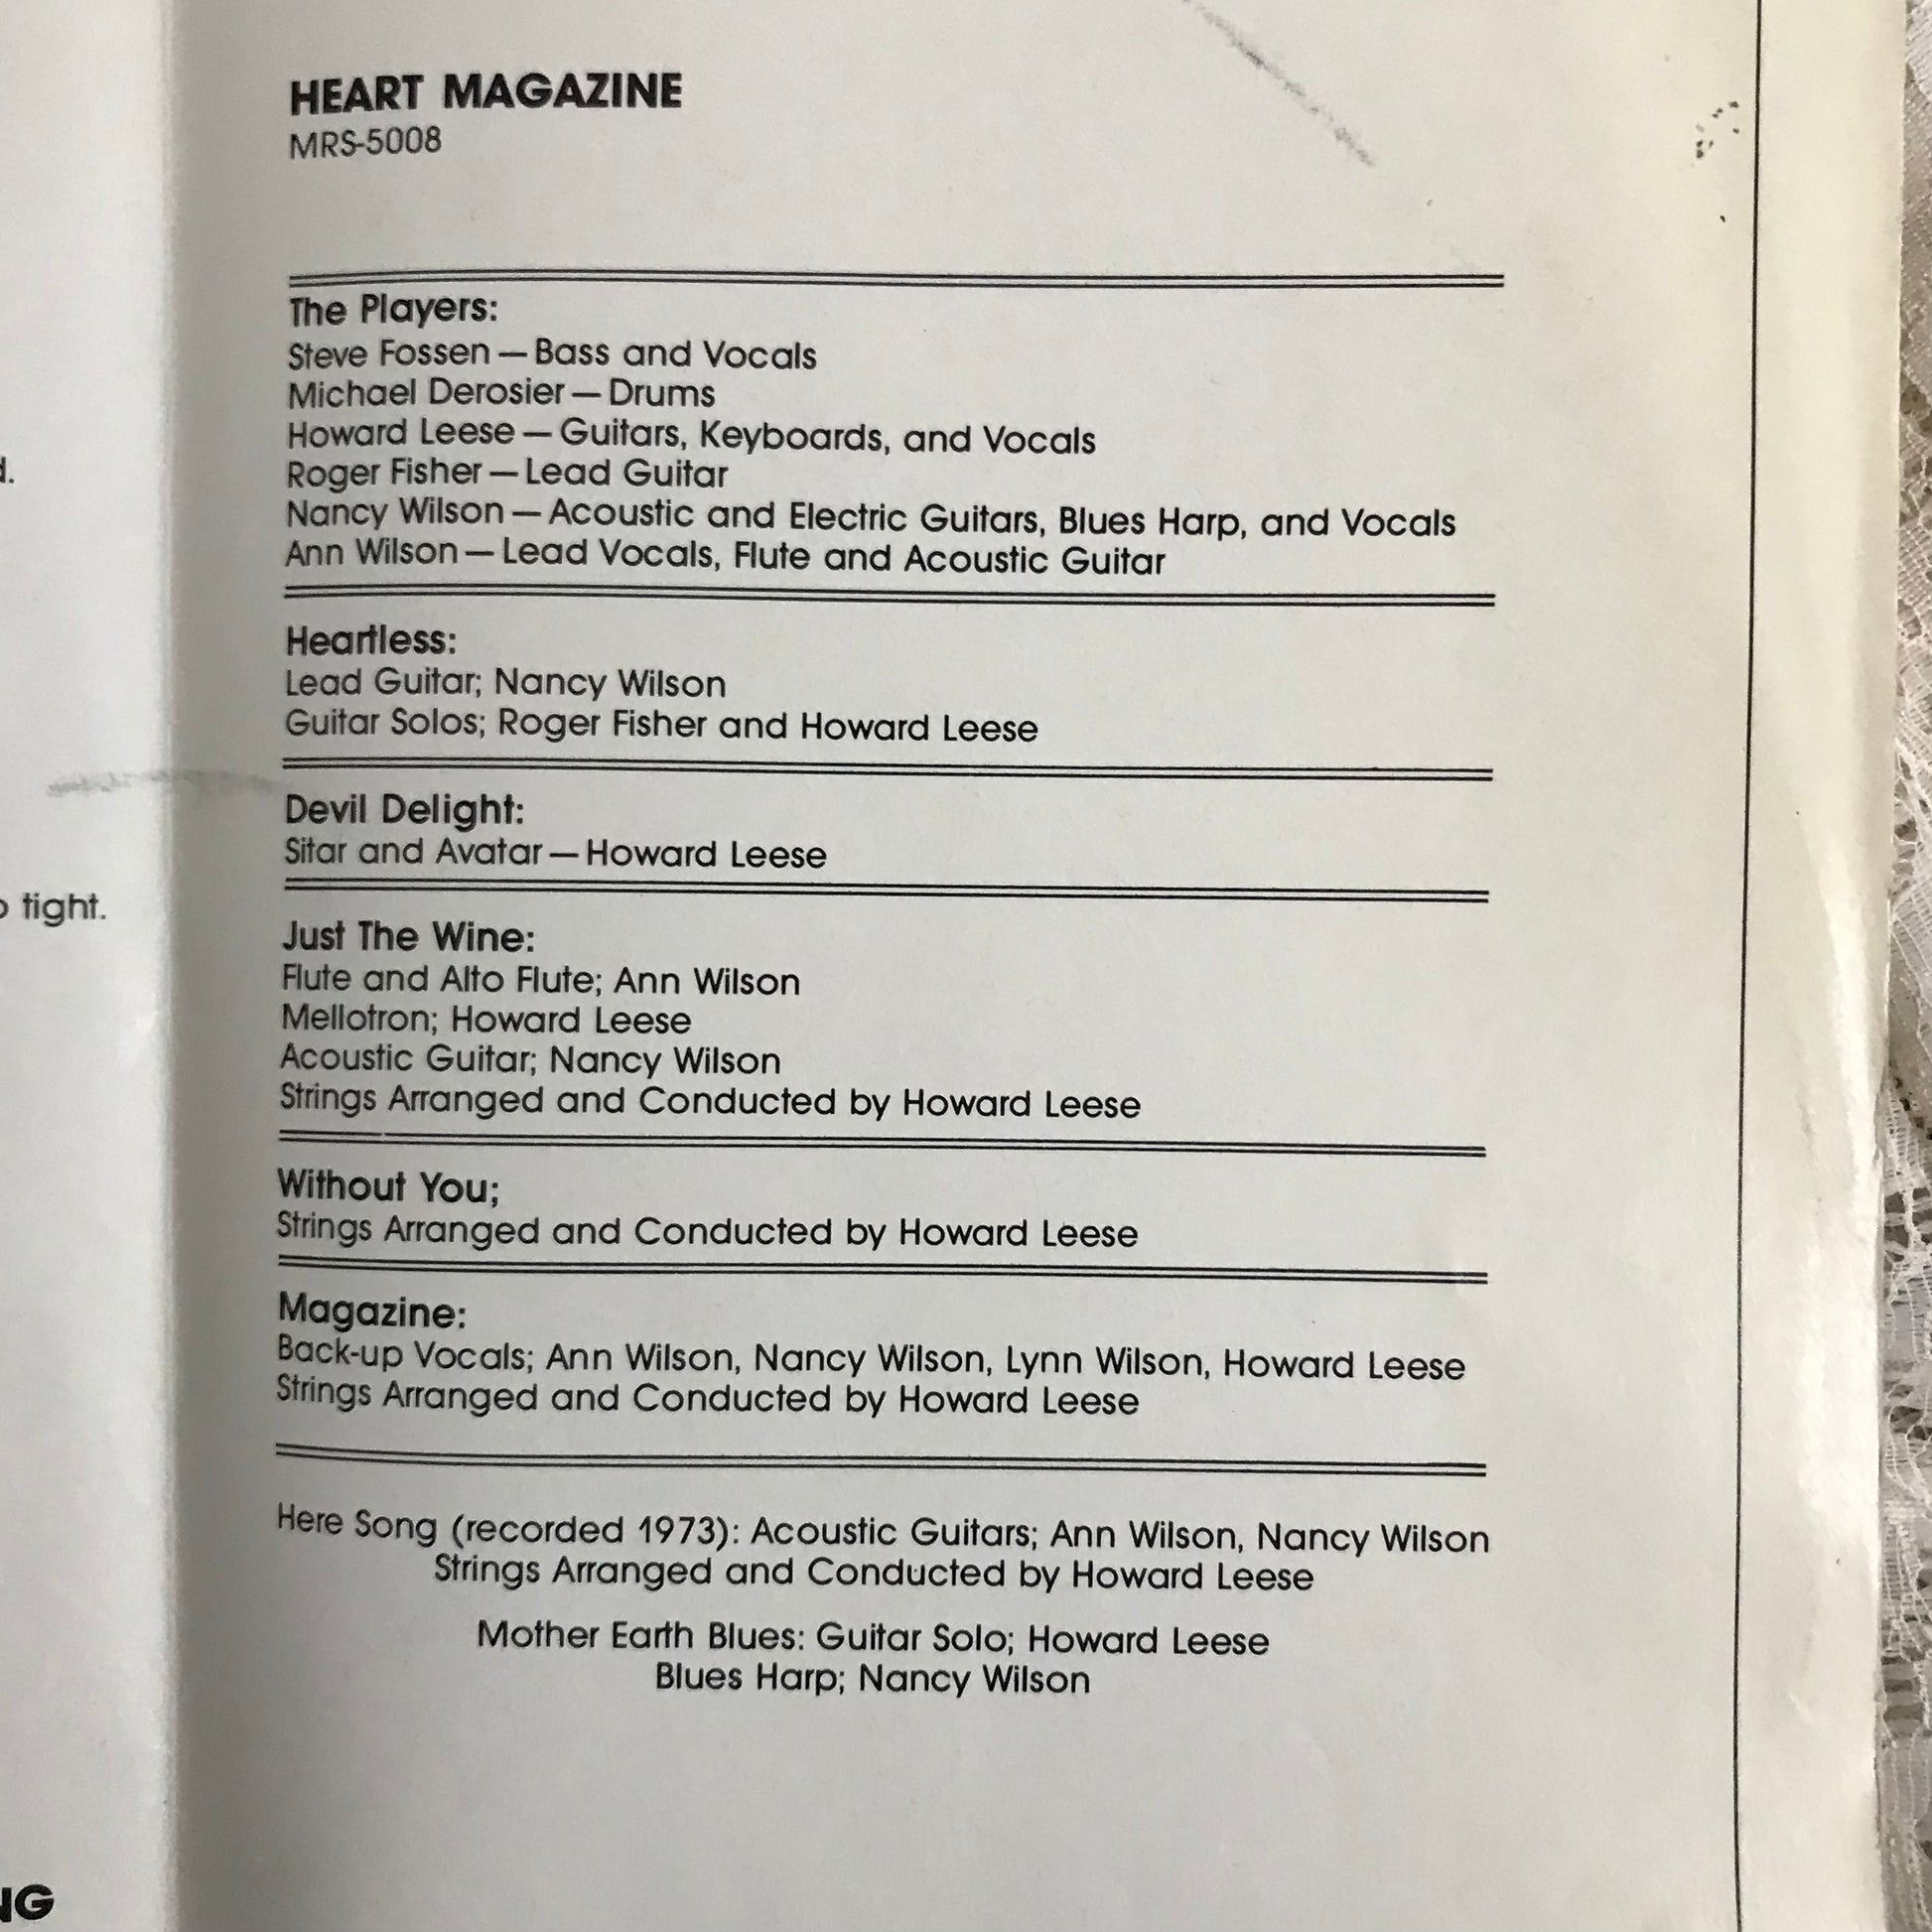 HEART MAGAZINE
MRS-5008
The Players:
Steve Fossen — Bass and Vocals
Michael Derosier — Drums
Howard Leese — Guitars, Keyboards, and Vocals
Roger Fisher — Lead Guitar
Nancy Wilson — Acoustic and Electric Guitars, Blues Harp, and Vocals
Ann Wilson — Lead Vocals, Flute and Acoustic Guitar
Heartless:
Lead Guitar; Nancy Wilson
Guitar Solos; Roger Fisher and Howard Leese
Devil Delight:
Sitar and Avatar — Howard Leese
Just The Wine:
Flute and Alto Flute; Ann Wilson
Mellotron; Howard Leese
Acoustic Guitar; Nancy Wilson
Strings Arranged and Conducted by Howard Leese
Without You;
Strings Arranged and Conducted by Howard Leese
Magazine:
Back-up Vocals; Ann Wilson, Nancy Wilson, Lynn Wilson, Howard Leese
Strings Arranged and Conducted by Howard Leese
Here Song (recorded 1973): Acoustic Guitars; Ann Wilson, Nancy Wilson
Strings Arranged and Conducted by Howard Leese
Mother Earth Blues: Guitar Solo; Howard Leese
Blues Harp; Nancy Wilson
tight.